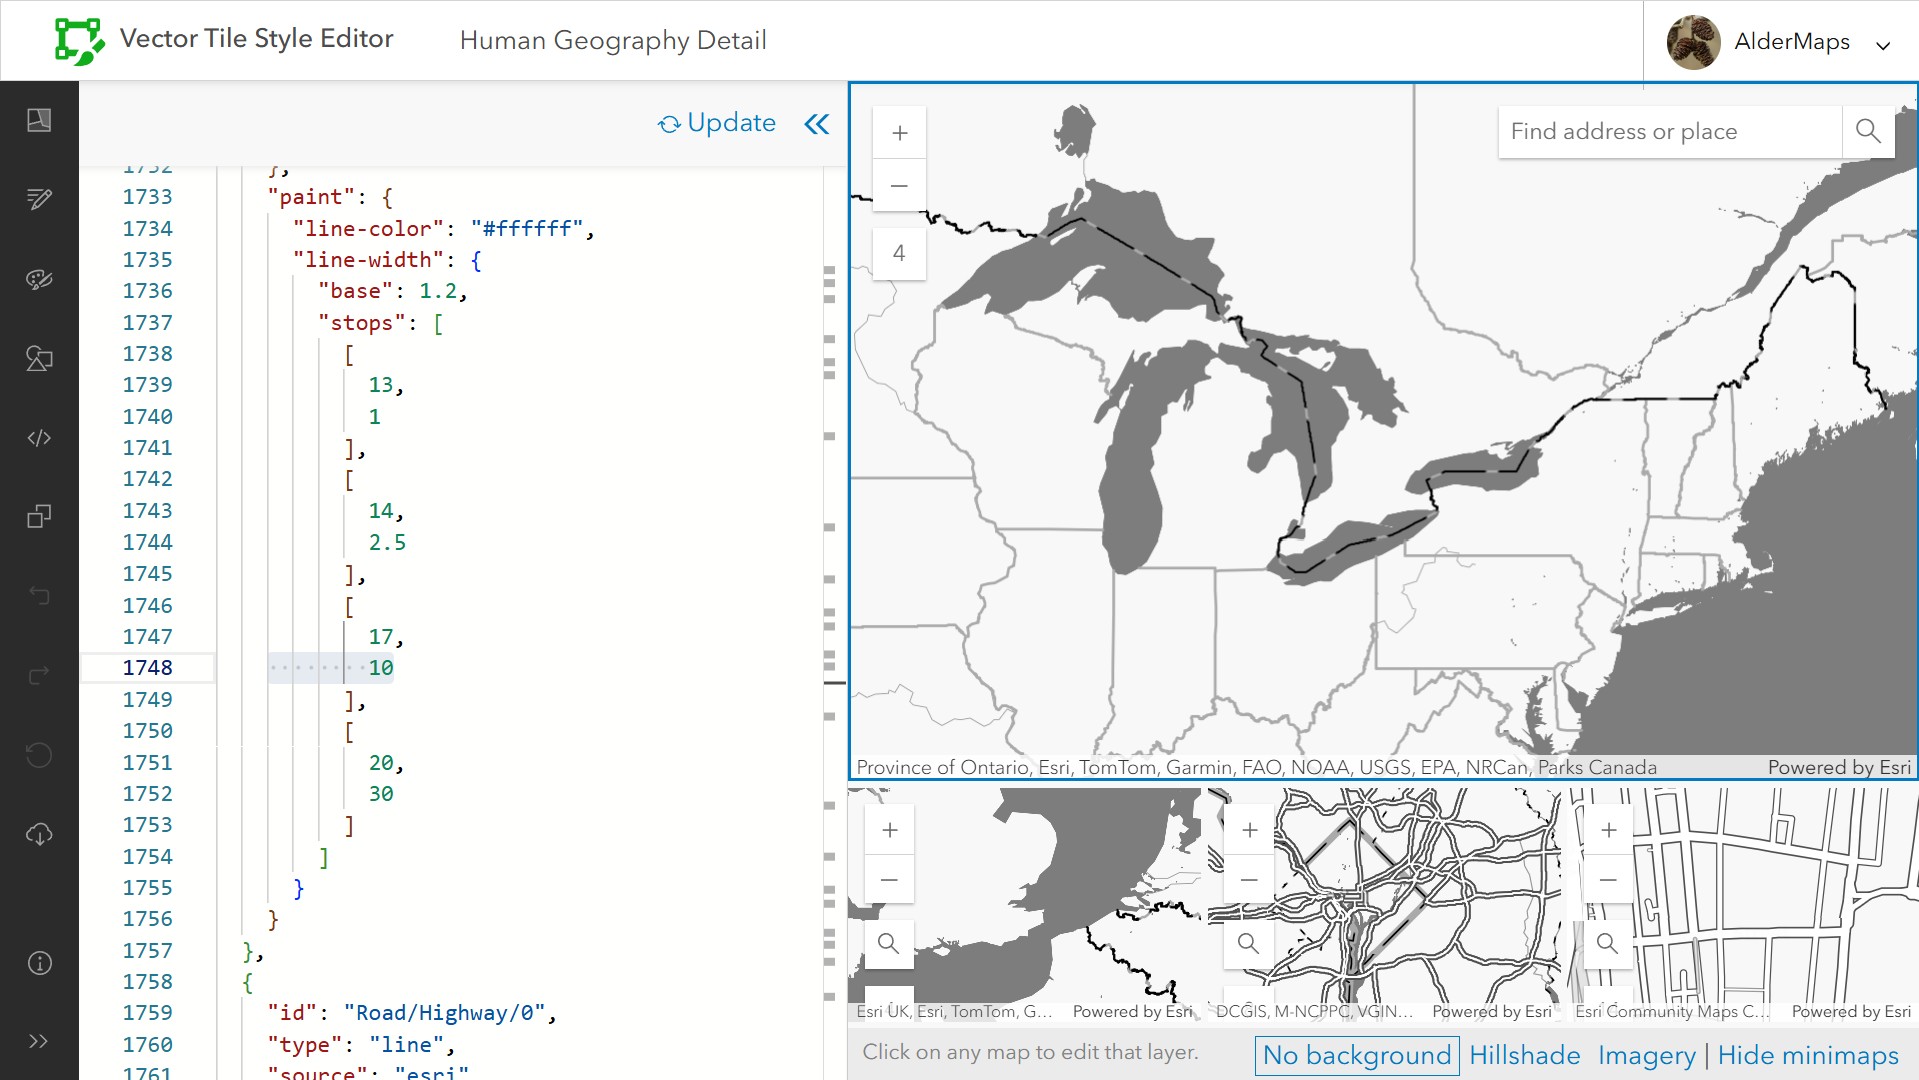 Vector Tile Style Editor
Human Geography Detail
AlderMaps
Update
1732 },
1733 "paint": {
1734 "line-color": "#ffffff",
1735 "line-width": {
1736 "base": 1.2,
1737 "stops": [
1738 [
1739 13,
1740 1
1741 ],
1742 [
1743 14,
1744 2.5
1745 ],
1746 [
1747 17,
1748 10
1749 ],
1750 [
1751 20,
1752 30
1753 ]
1754 ]
1755 }
1756 }
1757 },
1758 {
1759 "id": "Road/Highway/0",
1760 "type": "line",
1761 "source": "esri"
+
−
4
Find address or place
Province of Ontario, Esri, TomTom, Garmin, FAO, NOAA, USGS, EPA, NRCan, Parks Canada
Powered by Esri
+
−
Esri UK, Esri, TomTom, G...
Powered by Esri
+
−
DCGIS, M-NCPPC, VGIN...
Powered by Esri
+
−
Esri Community Maps C...
Powered by Esri
Click on any map to edit that layer.
No background
Hillshade
Imagery | Hide minimaps